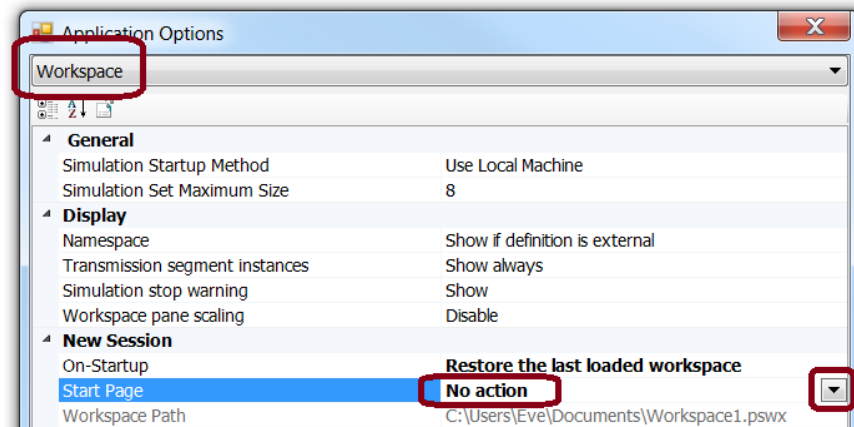 Application Options
Workspace
General
Simulation Startup Method Use Local Machine
Simulation Set Maximum Size 8
Display
Namespace Show if definition is external
Transmission segment instances Show always
Simulation stop warning Show
Workspace pane scaling Disable
New Session
On-Startup Restore the last loaded workspace
Start Page No action
Workspace Path C:\Users\Eve\Documents\Workspace1.pswx